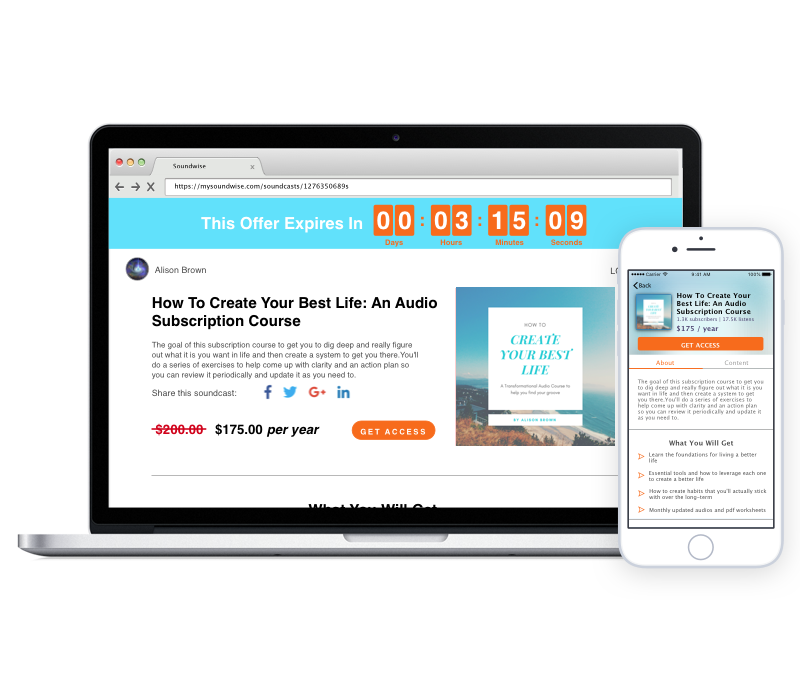 Soundwise
https://mysoundwise.com/soundcasts/1276350689s
This Offer Expires In
00 : 03 : 15 : 09
Days Hours Minutes Seconds
Alison Brown
How To Create Your Best Life: An Audio
Subscription Course
The goal of this subscription course to get you to dig deep and really figure
out what it is you want in life and then create a system to get you there.You'll
do a series of exercises to help come up with clarity and an action plan so
you can review it periodically and update it as you need to.
Share this soundcast:
$200.00 $175.00 per year
GET ACCESS
HOW TO
CREATE
YOUR BEST
LIFE
A Transformational Audio Course to
help you find your groove
BY ALISON BROWN
What You Will Get
Carrier 9:41 AM 100%
Back
How To Create Your
Best Life: An Audio
Subscription Course
1.3K subscribers | 17.5K listens
$175 / year
GET ACCESS
About Content
The goal of this subscription course to get you
to dig deep and really figure out what it is you
want in life and then create a system to get
you there.You'll do a series of exercises to
help come up with clarity and an action plan
so you can review it periodically and update it
as you need to.
What You Will Get
Learn the foundations for living a better
life
Essential tools and how to leverage each one
to create a better life
How to create habits that you'll actually stick
with over the long-term
Monthly updated audios and pdf worksheets